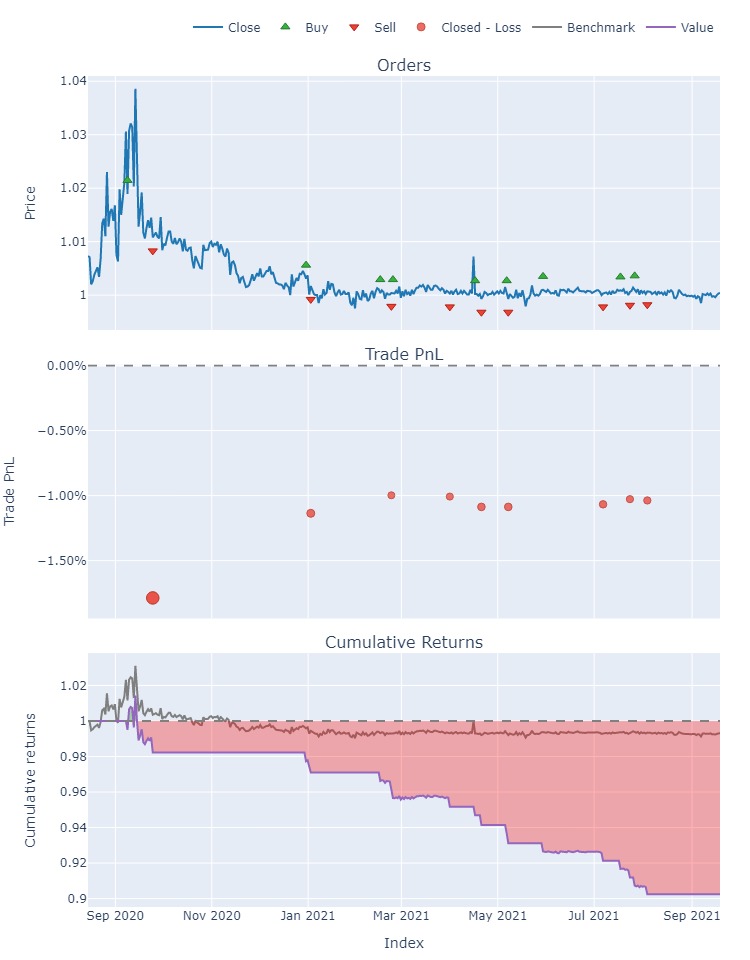 Close Buy Sell Closed - Loss Benchmark Value
Orders
1.04
1.03
1.02
1.01
1
Price
Trade PnL
0.00%
−0.50%
−1.00%
−1.50%
Trade PnL
Cumulative Returns
1.02
1
0.98
0.96
0.94
0.92
0.9
Cumulative returns
Sep 2020 Nov 2020 Jan 2021 Mar 2021 May 2021 Jul 2021 Sep 2021
Index